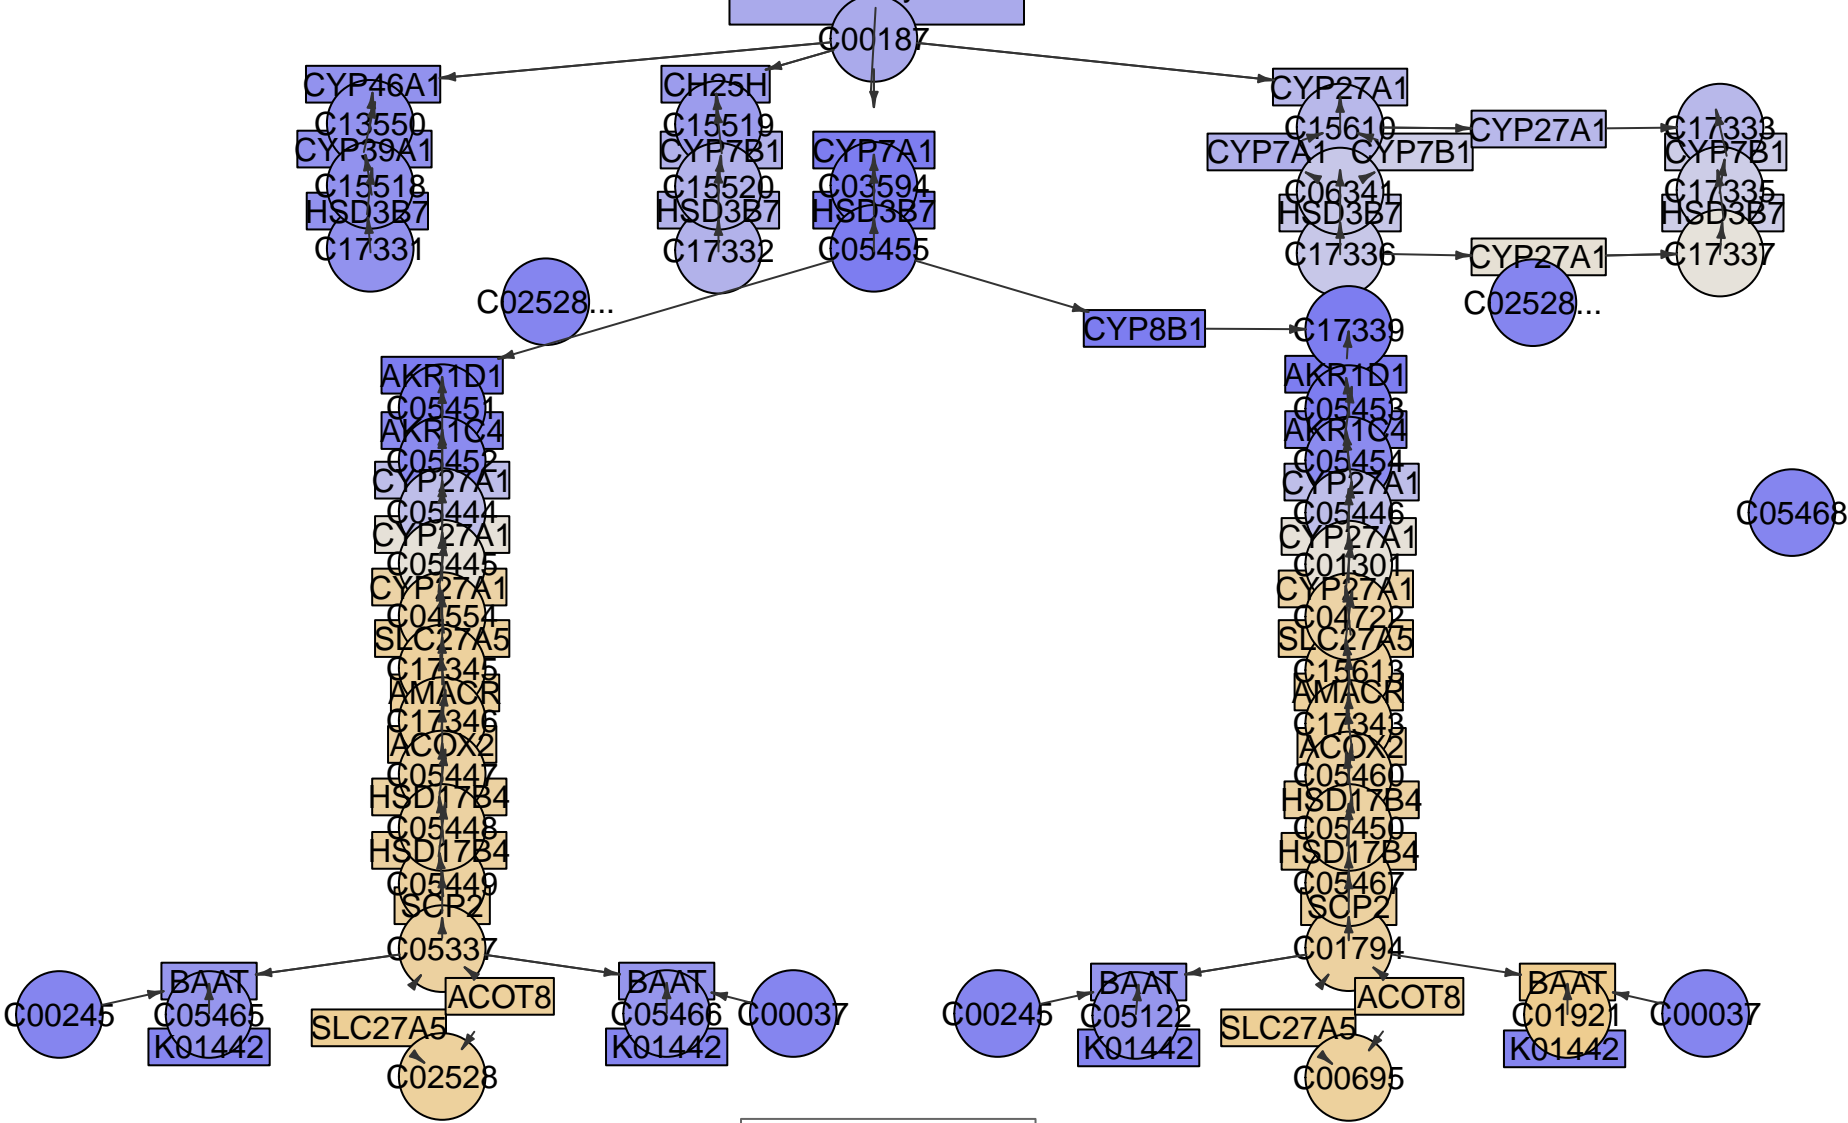 C00187
CYP46A1
CH25H
CYP27A1
C13550
C15519
C15610
CYP27A1
C17333
CYP39A1
CYP7B1
CYP7A1
CYP7A1
CYP7B1
CYP7B1
C15518
C15520
C03594
C06341
C17335
HSD3B7
HSD3B7
HSD3B7
HSD3B7
HSD3B7
C17331
C17332
C05455
C17336
CYP27A1
C17337
C02528...
C02528...
CYP8B1
C17339
AKR1D1
AKR1D1
C05451
C05453
AKR1C4
AKR1C4
C05452
C05454
CYP27A1
CYP27A1
C05444
C05446
C05468
CYP27A1
CYP27A1
C05445
C01301
CYP27A1
CYP27A1
C04554
C04722
SLC27A5
SLC27A5
C17345
C15613
AMACR
AMACR
C17346
C17343
ACOX2
ACOX2
C05447
C05460
HSD17B4
HSD17B4
C05448
C05450
HSD17B4
HSD17B4
C05449
C05467
SCP2
SCP2
C05337
C01794
BAAT
BAAT
BAAT
BAAT
ACOT8
ACOT8
C00245
C05465
C05466
C00037
C00245
C05122
C01921
C00037
SLC27A5
SLC27A5
K01442
K01442
K01442
K01442
C02528
C00695